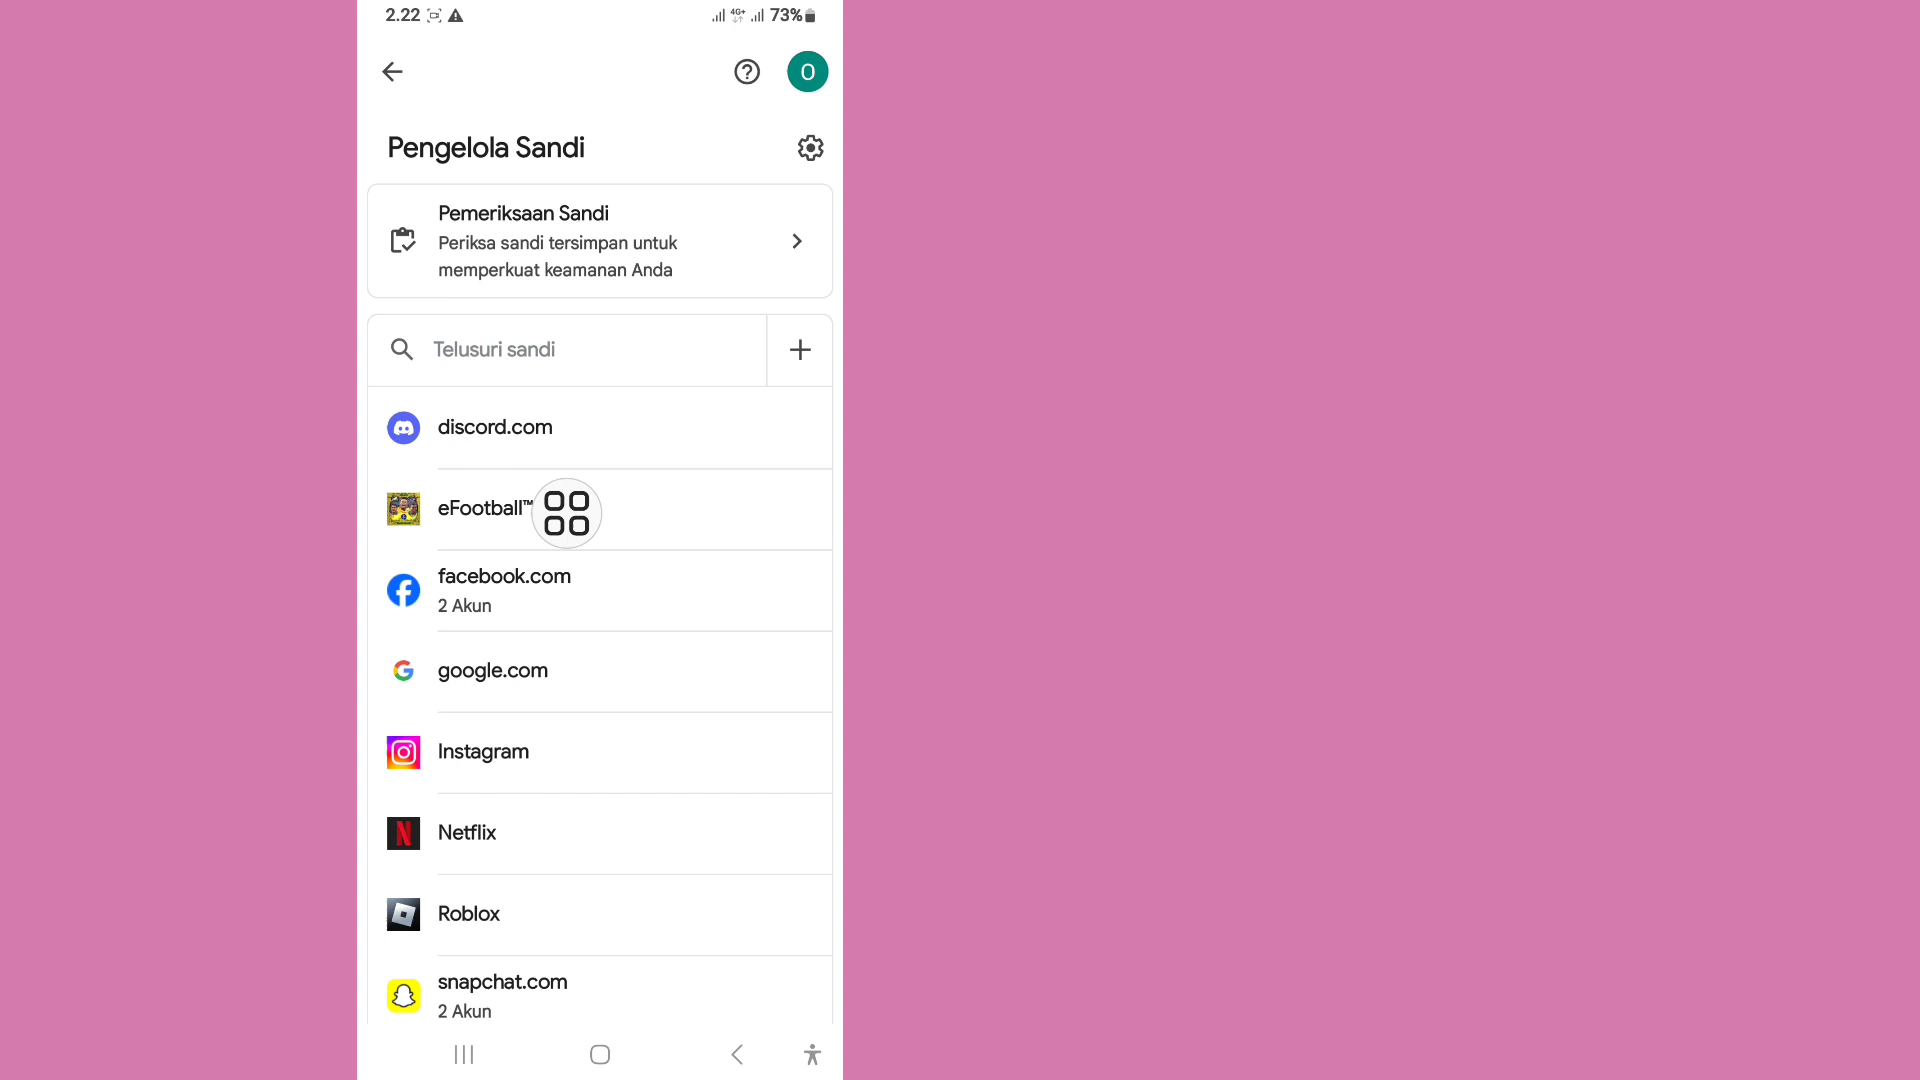 2.22 4G+ 73%
O
Pengelola Sandi
Pemeriksaan Sandi
Periksa sandi tersimpan untuk
memperkuat keamanan Anda
Telusuri sandi
discord.com
eFootball™
facebook.com
2 Akun
google.com
Instagram
Netflix
Roblox
snapchat.com
2 Akun